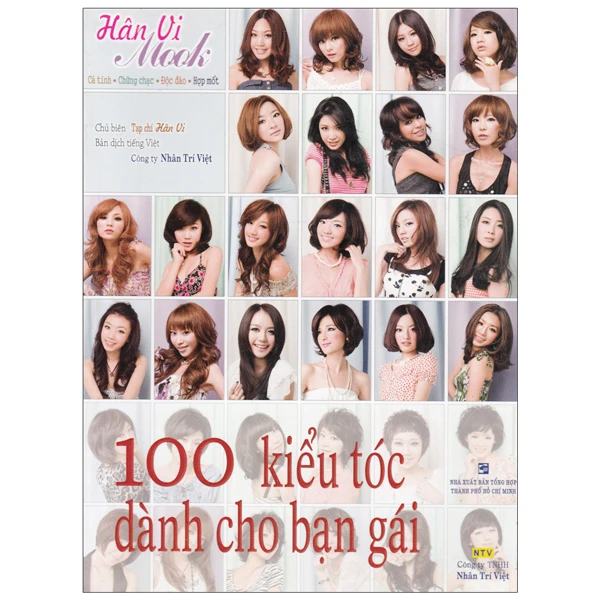 Hân Vi
Mook
Cá tính • Chững chạc • Độc đáo • Hợp mốt
Chủ biên Tạp chí Hân Vi
Bản dịch tiếng Việt
Công ty Nhân Trí Việt
100 kiểu tóc
dành cho bạn gái
NHÀ XUẤT BẢN TỔNG HỢP
THÀNH PHỐ HỒ CHÍ MINH
NTV
Công ty TNHH
Nhân Trí Việt